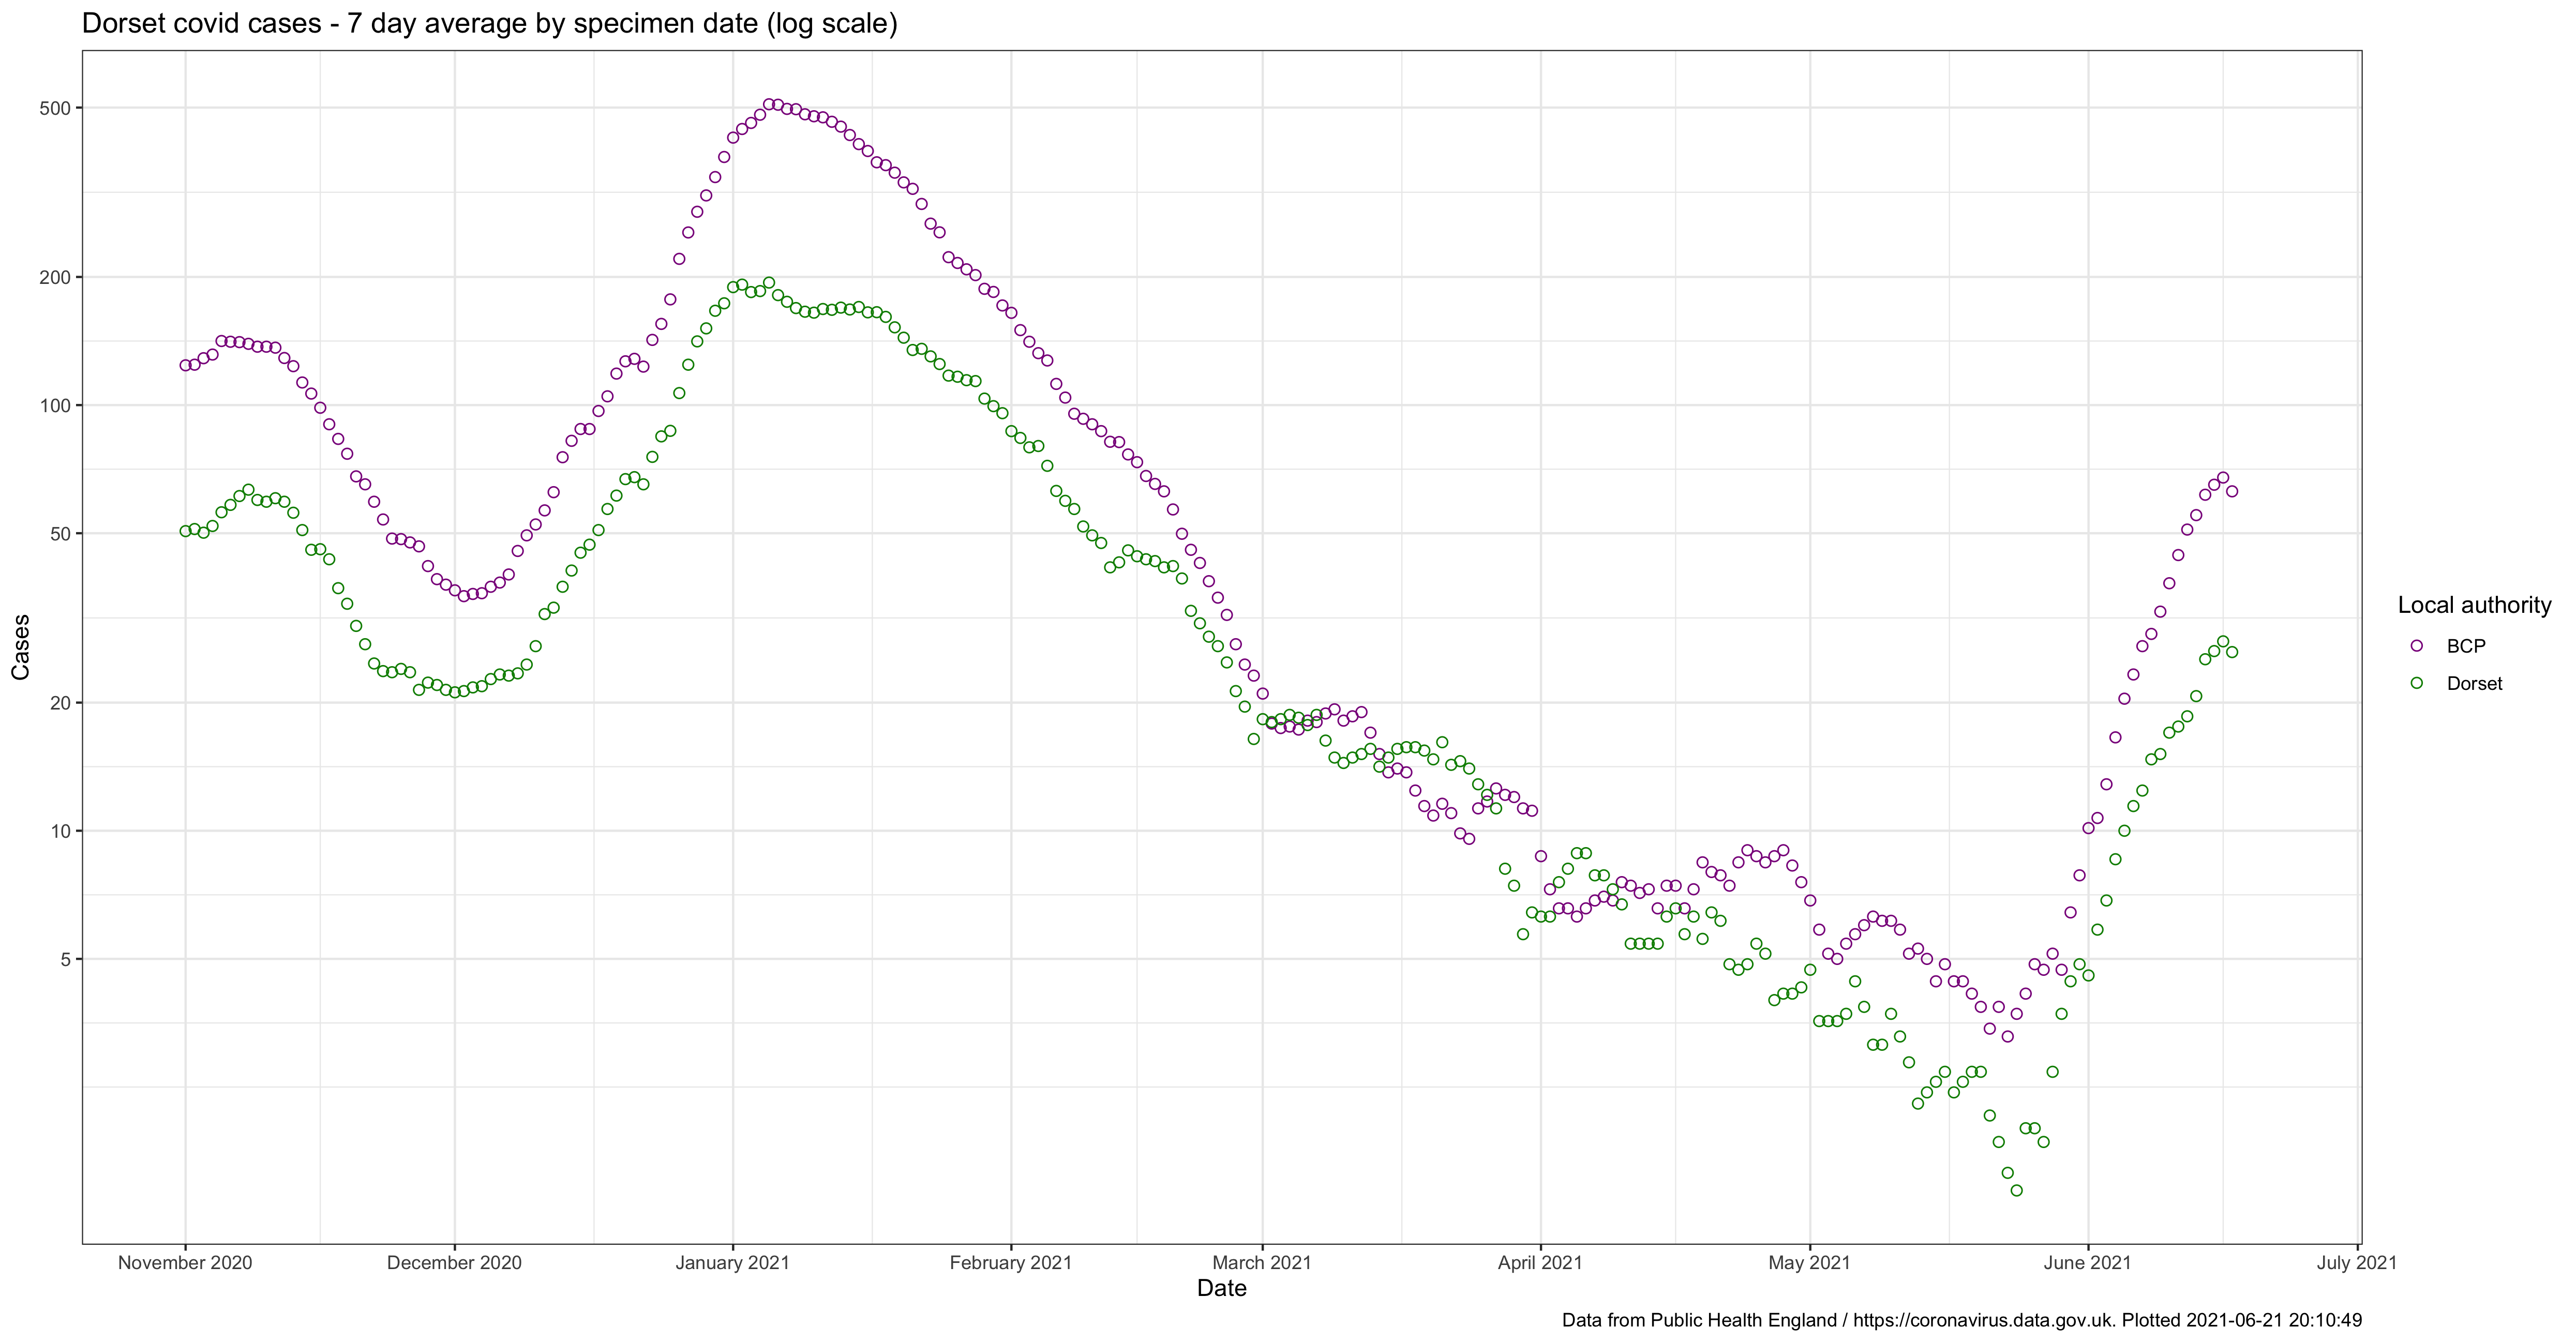 Dorset covid cases - 7 day average by specimen date (log scale)
500
200
100
50
20
10
5
Cases
November 2020
December 2020
January 2021
February 2021
March 2021
April 2021
May 2021
June 2021
July 2021
Date
Local authority
BCP
Dorset
Data from Public Health England / https://coronavirus.data.gov.uk. Plotted 2021-06-21 20:10:49